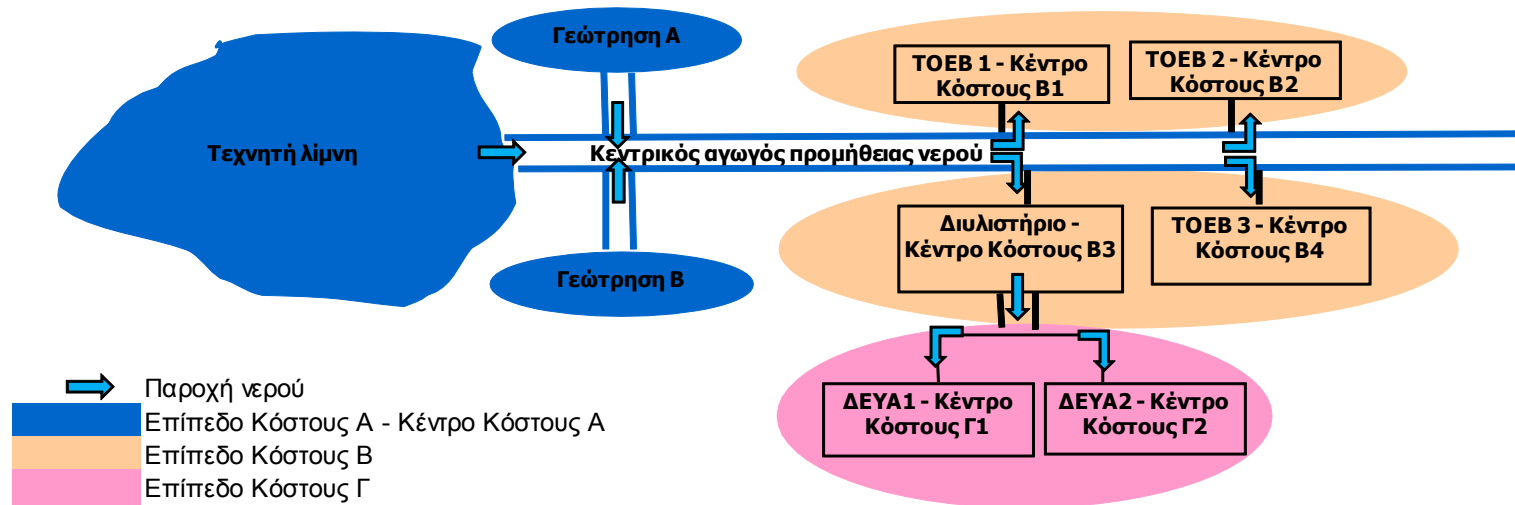 Γεώτρηση Α
ΤΟΕΒ 1 - Κέντρο
Κόστους Β1
ΤΟΕΒ 2 - Κέντρο
Κόστους Β2
Τεχνητή λίμνη
Κεντρικός αγωγός προμήθειας νερού
Διυλιστήριο -
Κέντρο Κόστους Β3
ΤΟΕΒ 3 - Κέντρο
Κόστους Β4
Γεώτρηση Β
ΔΕΥΑ1 - Κέντρο
Κόστους Γ1
ΔΕΥΑ2 - Κέντρο
Κόστους Γ2
Παροχή νερού
Επίπεδο Κόστους Α - Κέντρο Κόστους Α
Επίπεδο Κόστους Β
Επίπεδο Κόστους Γ